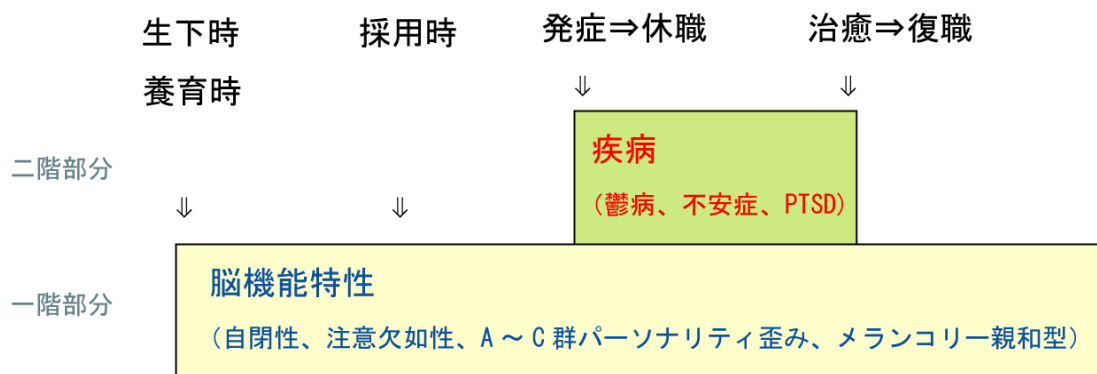 生下時
養育時
採用時
発症⇒休職
治癒⇒復職
⇓
⇓
二階部分
疾病
(鬱病、不安症、PTSD)
⇓
⇓
一階部分
脳機能特性
(自閉性、注意欠如性、A～C群パーソナリティ歪み、メランコリー親和型)